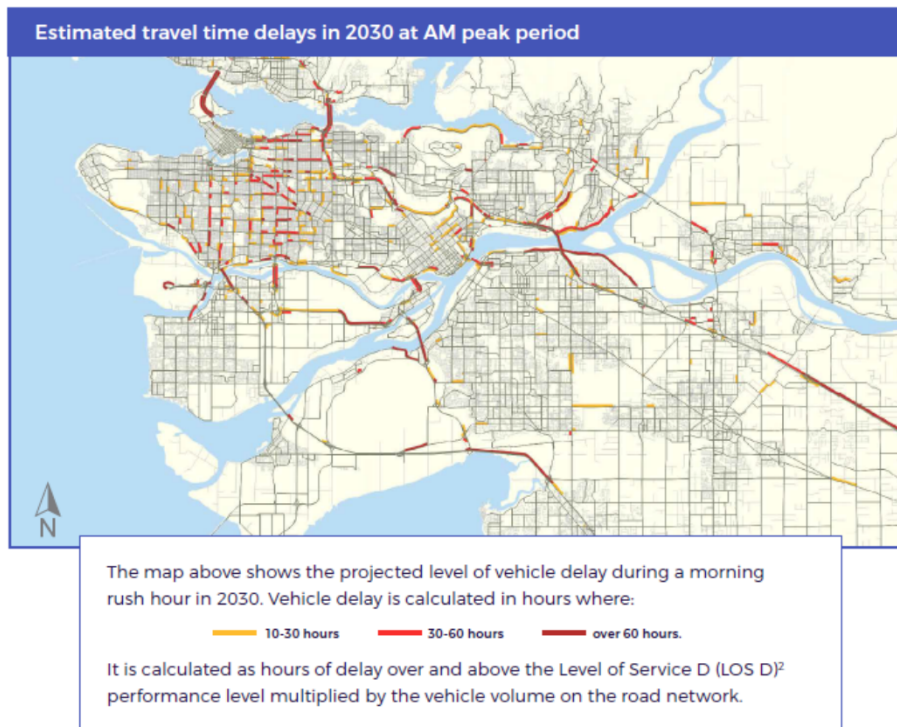 Estimated travel time delays in 2030 at AM peak period
N
The map above shows the projected level of vehicle delay during a morning
rush hour in 2030. Vehicle delay is calculated in hours where:
10-30 hours 30-60 hours over 60 hours.
It is calculated as hours of delay over and above the Level of Service D (LOS D)²
performance level multiplied by the vehicle volume on the road network.